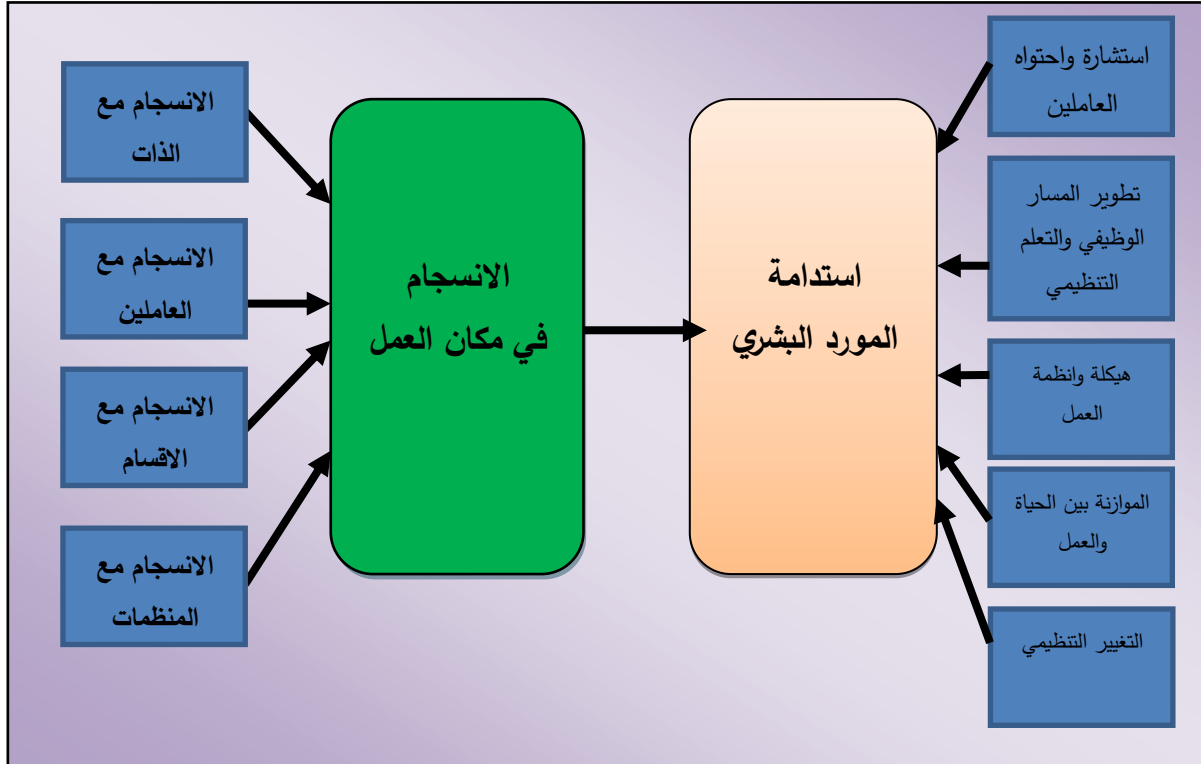 استشارة واحتواه
العاملين
تطوير المسار
الوظيفي والتعلم
التنظيمي
هيكلة وانظمة
العمل
الموازنة بين الحياة
والعمل
التغيير التنظيمي
استدامة
المورد البشري
الانسجام
في مكان العمل
الانسجام مع
الذات
الانسجام مع
العاملين
الانسجام مع
الاقسام
الانسجام مع
المنظمات